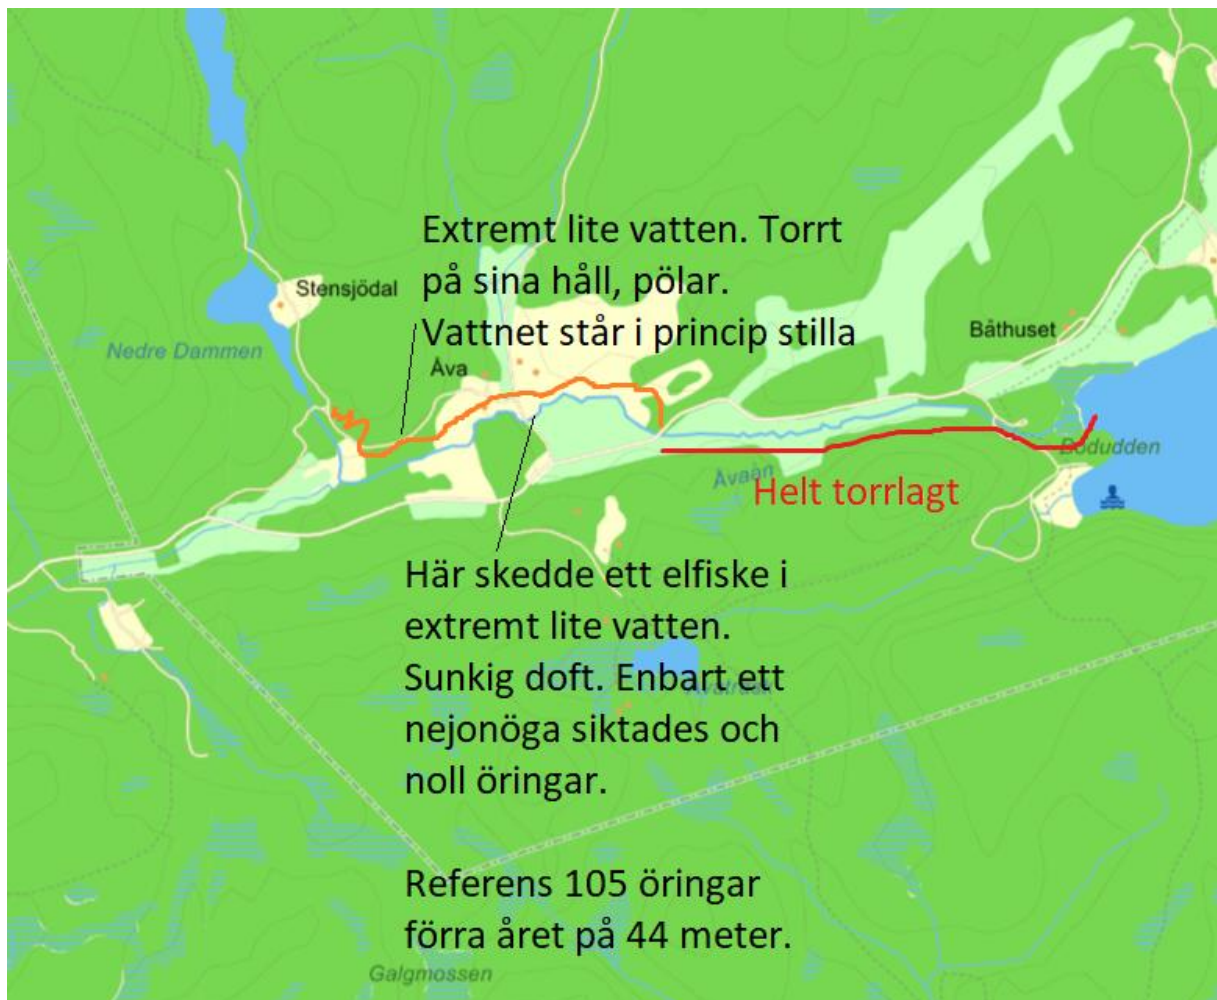 Extremt lite vatten. Torrt
på sina håll, pölar.
Vattnet står i princip stilla
Stensjödal
Nedre Dammen
Åva
Båthuset
Bödudden
Åvaån
Helt torrlagt
Här skedde ett elfiske i
extremt lite vatten.
Sunkig doft. Enbart ett
nejonöga siktades och
noll öringar.
Referens 105 öringar
förra året på 44 meter.
Galgmossen